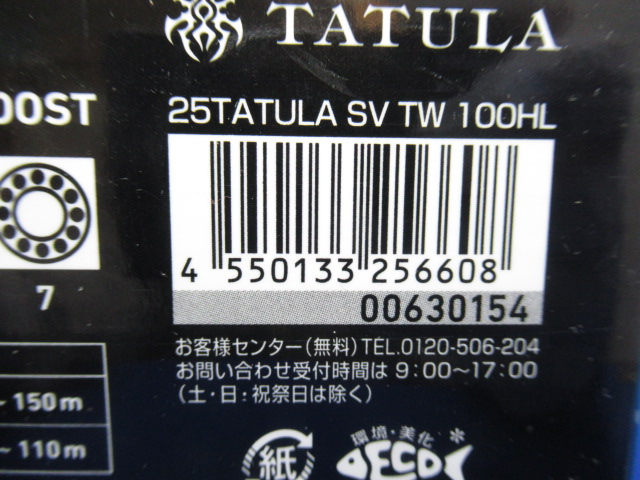 TATULA
OOST
25TATULA SV TW 100HL
4 550133 256608
7
00630154
お客様センター(無料)TEL.0120-506-204
お問い合わせ受付時間は 9:00〜17:00
(土・日・祝祭日は除く)
150m
110m
環境・美化*
紙
ECO